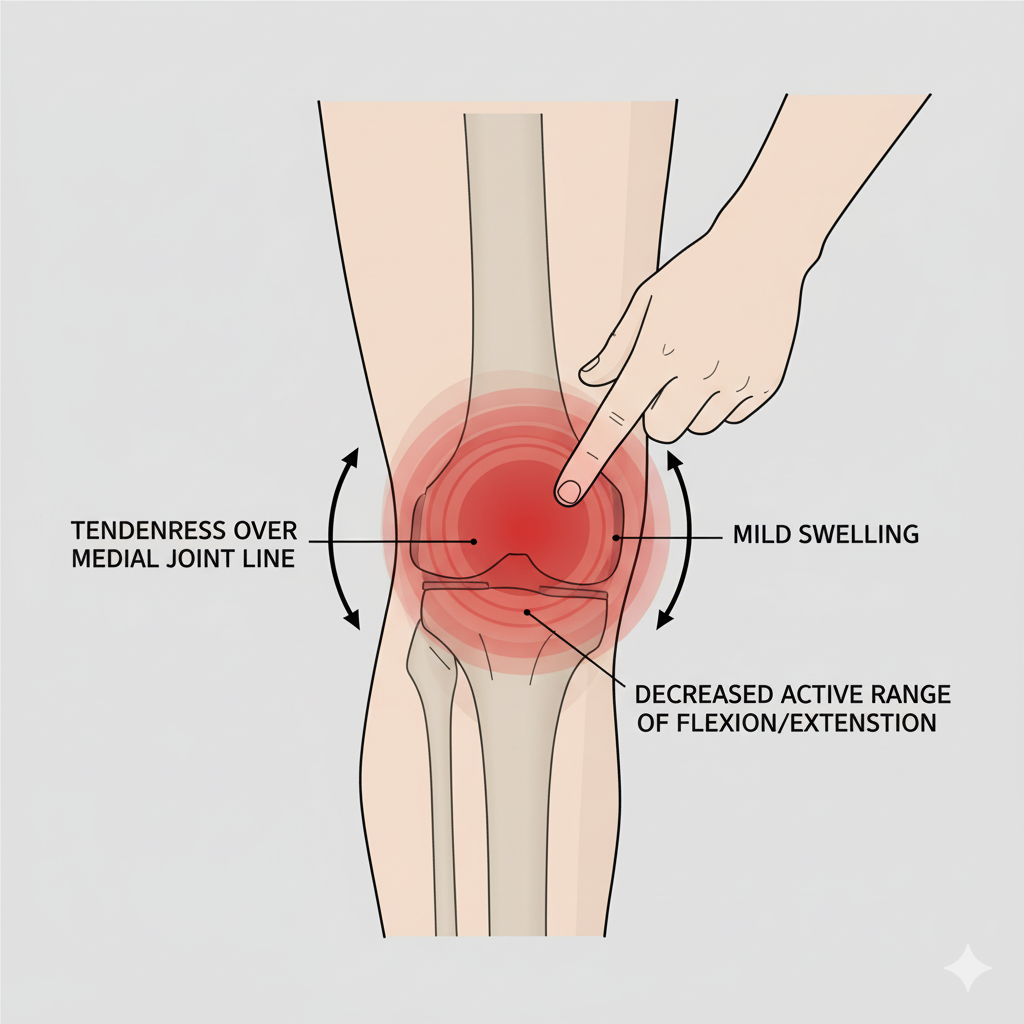 TENDENRESS OVER
MEDIAL JOINT LINE
MILD SWELLING
DECREASED ACTIVE RANGE
OF FLEXION/EXTENSTION